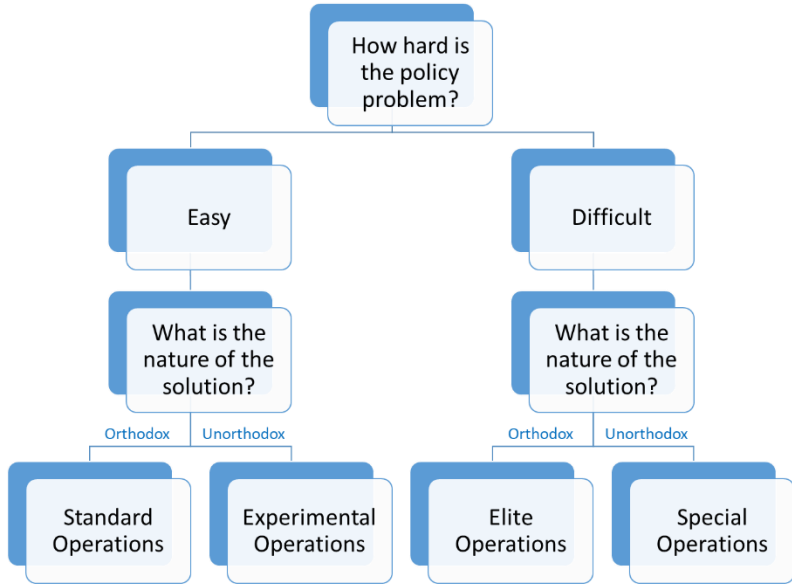 How hard is
the policy
problem?
Easy
Difficult
What is the
nature of the
solution?
What is the
nature of the
solution?
Orthodox
Unorthodox
Orthodox
Unorthodox
Standard
Operations
Experimental
Operations
Elite
Operations
Special
Operations